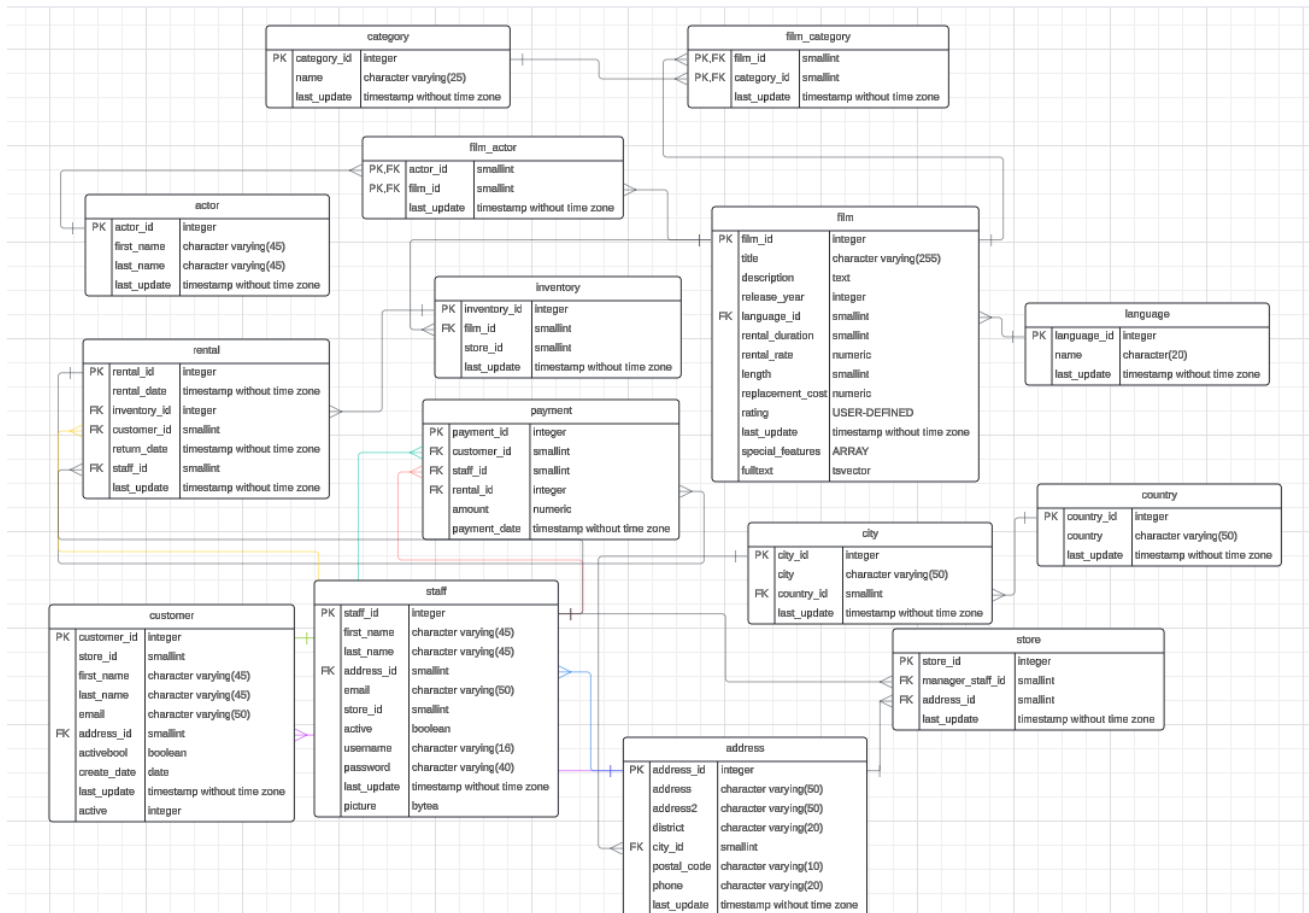 category
PK category_id integer
name character varying(25)
last_update timestamp without time zone
film_category
PK,FK film_id smallint
PK,FK category_id smallint
last_update timestamp without time zone
film_actor
PK,FK actor_id smallint
PK,FK film_id smallint
last_update timestamp without time zone
actor
PK actor_id integer
first_name character varying(45)
last_name character varying(45)
last_update timestamp without time zone
film
PK film_id integer
title character varying(255)
description text
release_year integer
FK language_id smallint
rental_duration smallint
rental_rate numeric
length smallint
replacement_cost numeric
rating USER-DEFINED
last_update timestamp without time zone
special_features ARRAY
fulltext tsvector
inventory
PK inventory_id integer
FK film_id smallint
store_id smallint
last_update timestamp without time zone
language
PK language_id integer
name character(20)
last_update timestamp without time zone
rental
PK rental_id integer
rental_date timestamp without time zone
FK inventory_id integer
FK customer_id smallint
return_date timestamp without time zone
FK staff_id smallint
last_update timestamp without time zone
payment
PK payment_id integer
FK customer_id smallint
FK staff_id smallint
FK rental_id integer
amount numeric
payment_date timestamp without time zone
country
PK country_id integer
country character varying(50)
last_update timestamp without time zone
city
PK city_id integer
city character varying(50)
FK country_id smallint
last_update timestamp without time zone
customer
PK customer_id integer
store_id smallint
first_name character varying(45)
last_name character varying(45)
email character varying(50)
FK address_id smallint
activebool boolean
create_date date
last_update timestamp without time zone
active integer
staff
PK staff_id integer
first_name character varying(45)
last_name character varying(45)
FK address_id smallint
email character varying(50)
store_id smallint
active boolean
username character varying(16)
password character varying(40)
last_update timestamp without time zone
picture bytea
store
PK store_id integer
FK manager_staff_id smallint
FK address_id smallint
last_update timestamp without time zone
address
PK address_id integer
address character varying(50)
address2 character varying(50)
district character varying(20)
FK city_id smallint
postal_code character varying(10)
phone character varying(20)
last_update timestamp without time zone